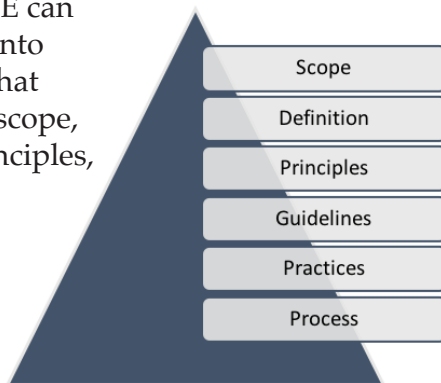 E can
nto
hat
scope,
nciples,
Scope
Definition
Principles
Guidelines
Practices
Process